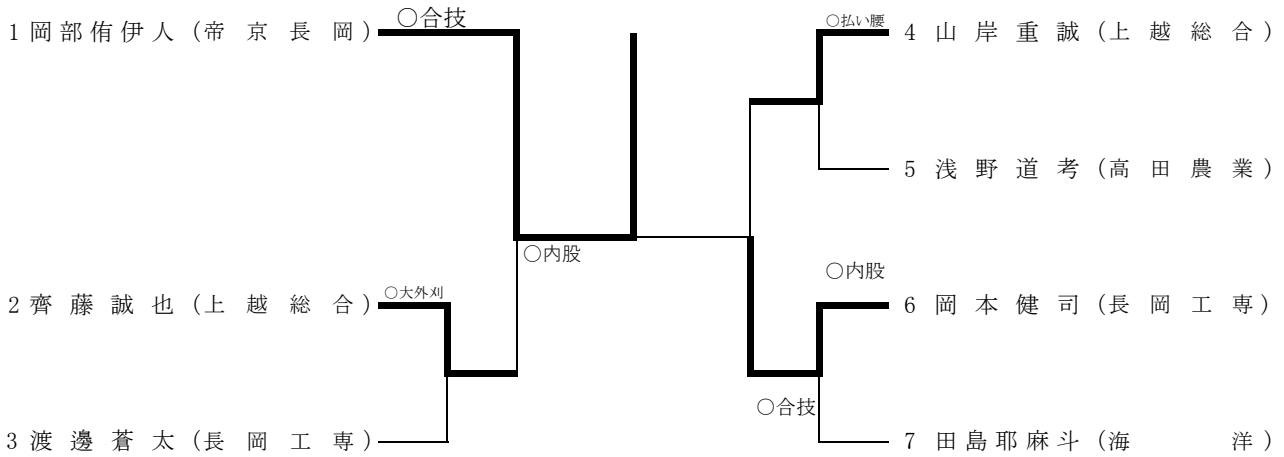 ○合技
1 岡部侑伊人 (帝京長岡)
○払い腰
4 山岸重誠 (上越総合)
5 浅野道考 (高田農業)
○内股
○内股
2 齊藤誠也 (上越総合)
○大外刈
6 岡本健司 (長岡工専)
○合技
3 渡邊蒼太 (長岡工専)
7 田島耶麻斗 (海洋)